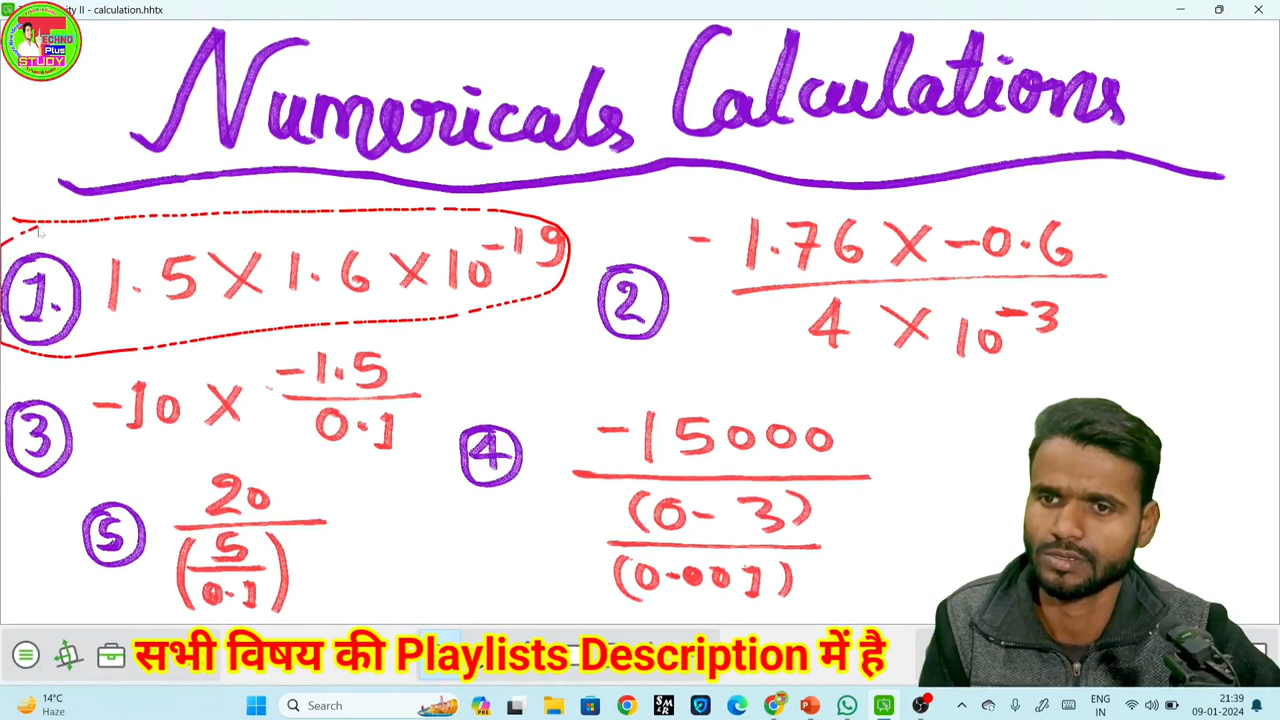 ity II - calculation.hhtx
TECHNO
Plus
STUDY
Numericals Calculations
1. 1.5 X 1.6 X 10^-19
2 - 1.76 X -0.6 / 4 X 10^-3
3 -10 X -1.5 / 0.1
4 -15000 / (0-3) / (0.001)
5 20 / (5 / 0.1)
सभी विषय की Playlists Description में है
14°C
Haze
Search
PRE
ENG
IN
21:39
09-01-2024